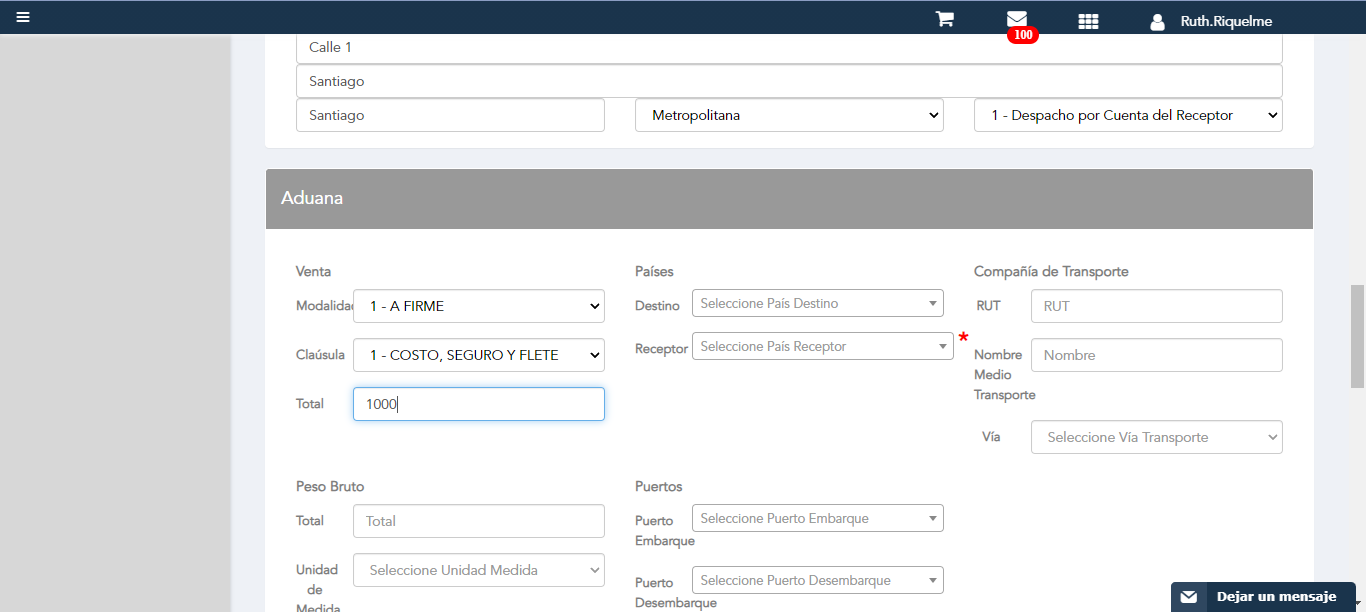 Ruth.Riquelme
100
Calle 1
Santiago
Santiago
Metropolitana
1 - Despacho por Cuenta del Receptor
Aduana
Venta
Modalidad
1 - A FIRME
Claúsula
1 - COSTO, SEGURO Y FLETE
Total
1000
Países
Destino
Seleccione País Destino
Receptor
Seleccione País Receptor
*
Compañía de Transporte
RUT
RUT
Nombre
Medio
Transporte
Nombre
Vía
Seleccione Vía Transporte
Peso Bruto
Total
Total
Unidad
de
Medida
Seleccione Unidad Medida
Puertos
Puerto
Embarque
Seleccione Puerto Embarque
Puerto
Desembarque
Seleccione Puerto Desembarque
Dejar un mensaje